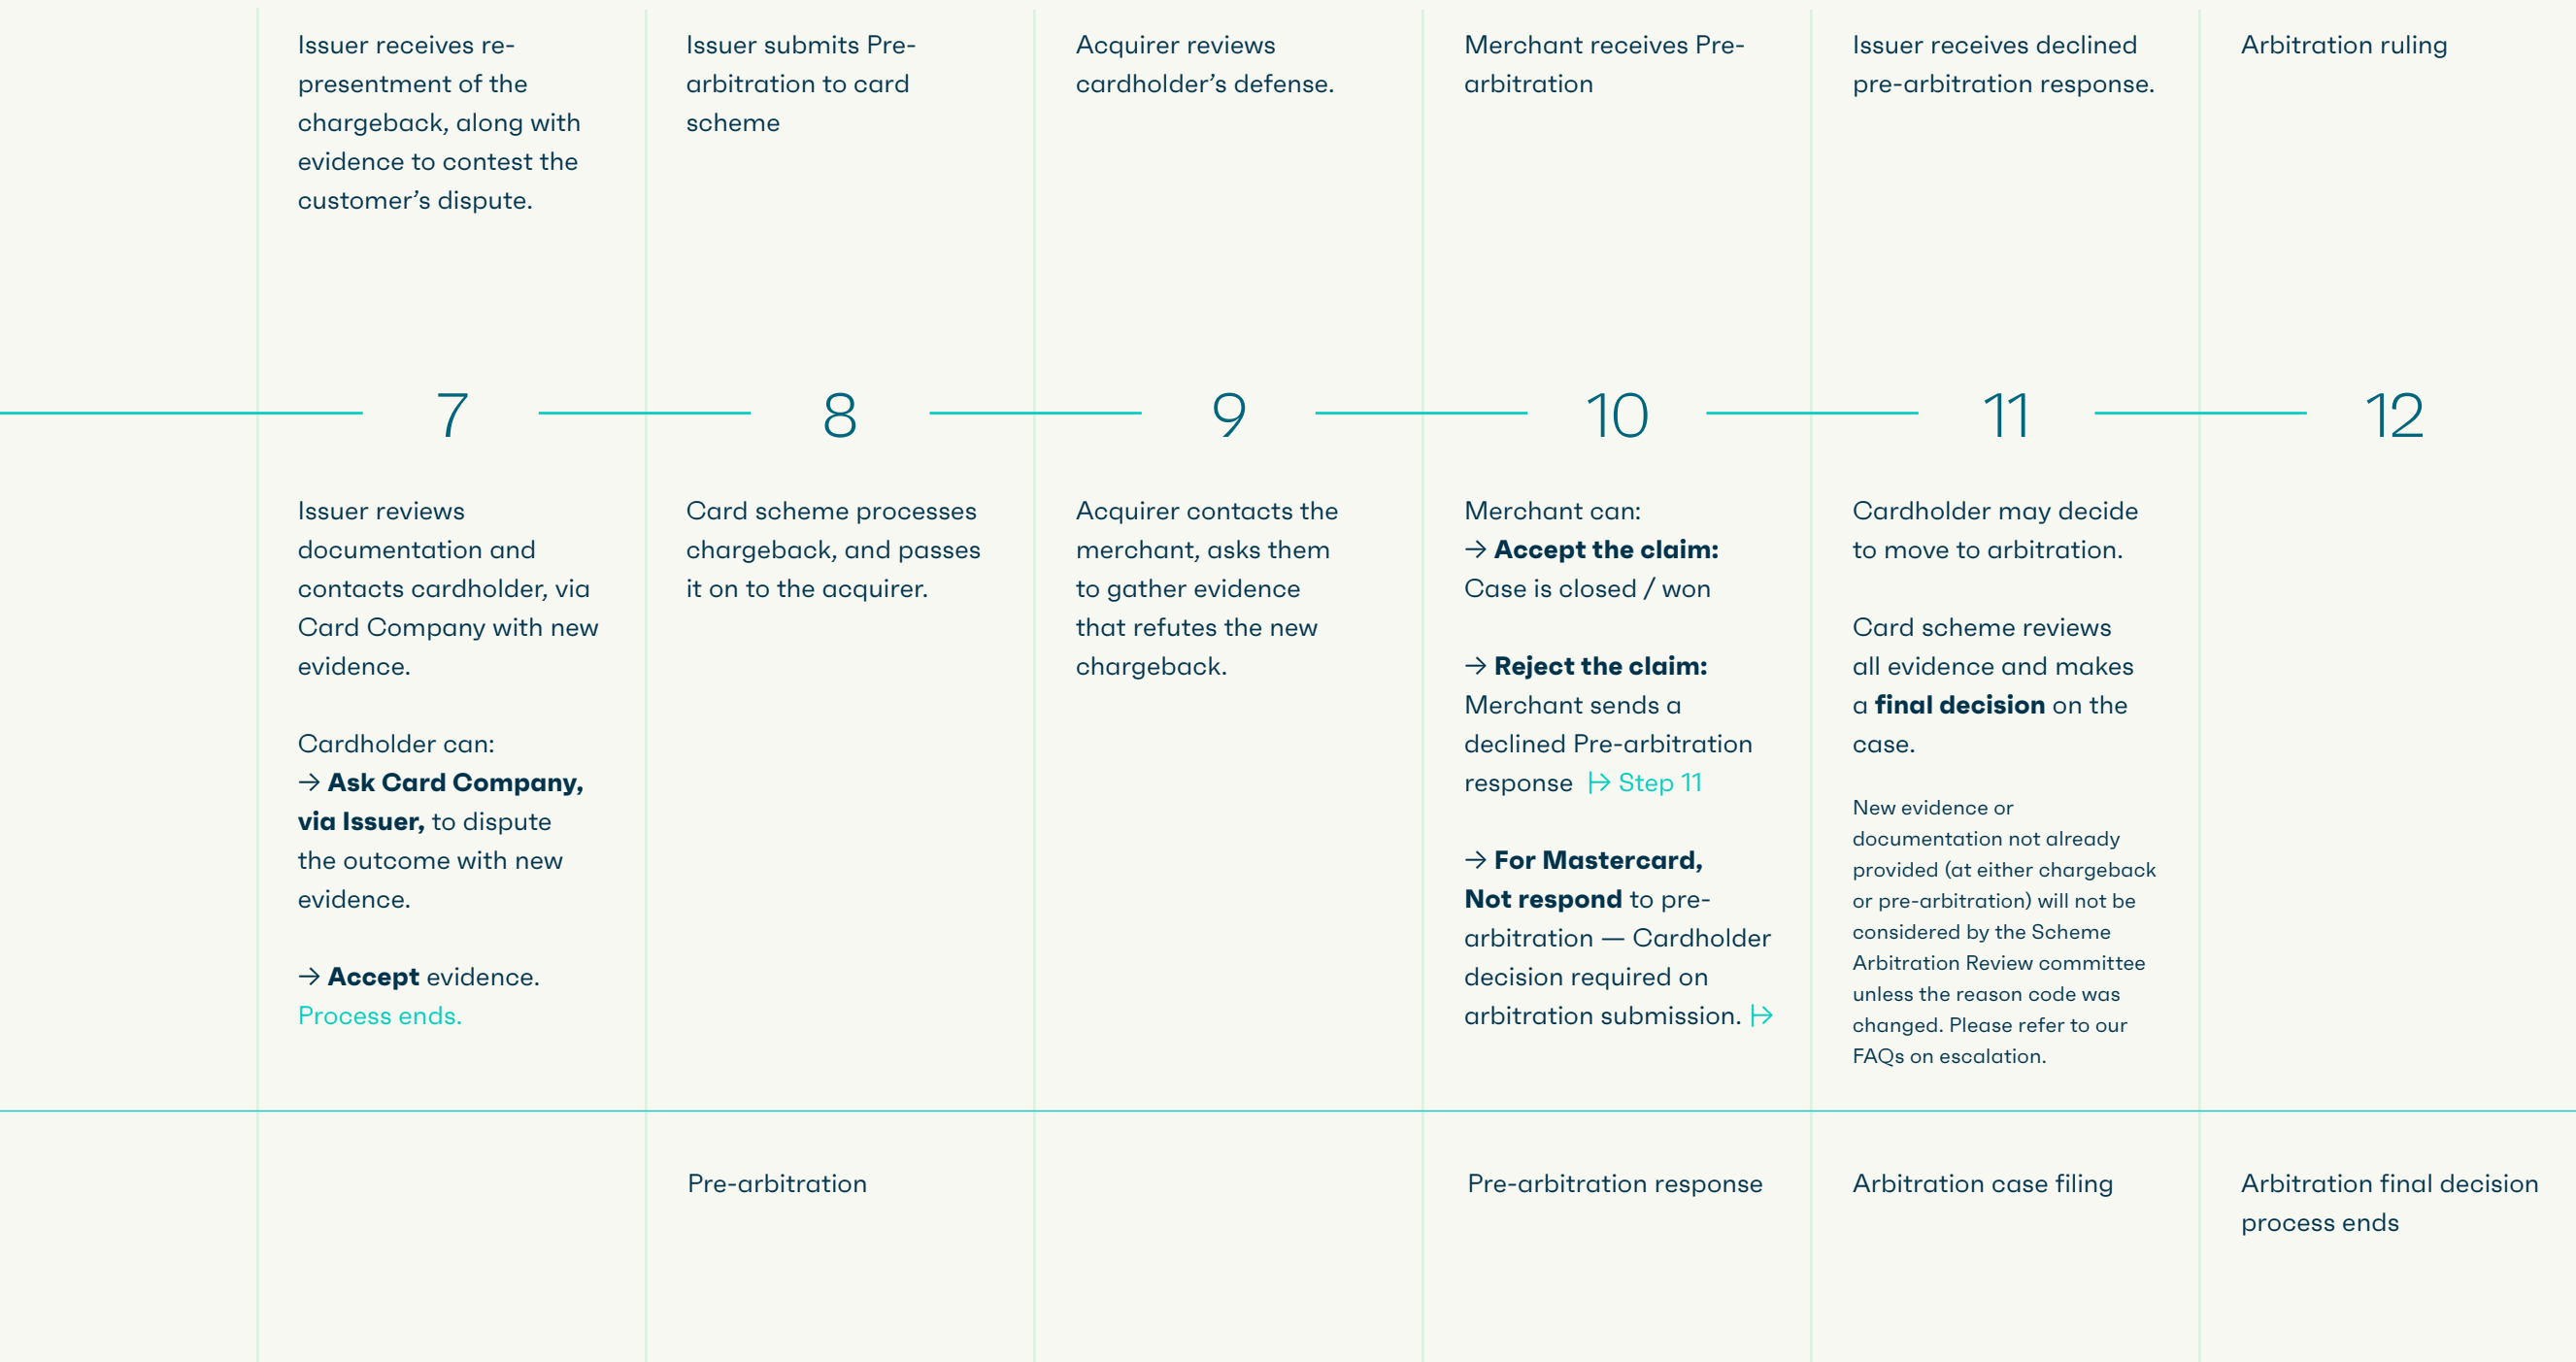 Issuer receives re-
presentment of the
chargeback, along with
evidence to contest the
customer’s dispute.
Issuer submits Pre-
arbitration to card
scheme
Acquirer reviews
cardholder’s defense.
Merchant receives Pre-
arbitration
Issuer receives declined
pre-arbitration response.
Arbitration ruling
7
8
9
10
11
12
Issuer reviews
documentation and
contacts cardholder, via
Card Company with new
evidence.
Cardholder can:
→ Ask Card Company,
via Issuer, to dispute
the outcome with new
evidence.
→ Accept evidence.
Process ends.
Card scheme processes
chargeback, and passes
it on to the acquirer.
Acquirer contacts the
merchant, asks them
to gather evidence
that refutes the new
chargeback.
Merchant can:
→ Accept the claim:
Case is closed / won
→ Reject the claim:
Merchant sends a
declined Pre-arbitration
response ↦ Step 11
→ For Mastercard,
Not respond to pre-
arbitration — Cardholder
decision required on
arbitration submission. ↦
Cardholder may decide
to move to arbitration.
Card scheme reviews
all evidence and makes
a final decision on the
case.
New evidence or
documentation not already
provided (at either chargeback
or pre-arbitration) will not be
considered by the Scheme
Arbitration Review committee
unless the reason code was
changed. Please refer to our
FAQs on escalation.
Pre-arbitration
Pre-arbitration response
Arbitration case filing
Arbitration final decision
process ends